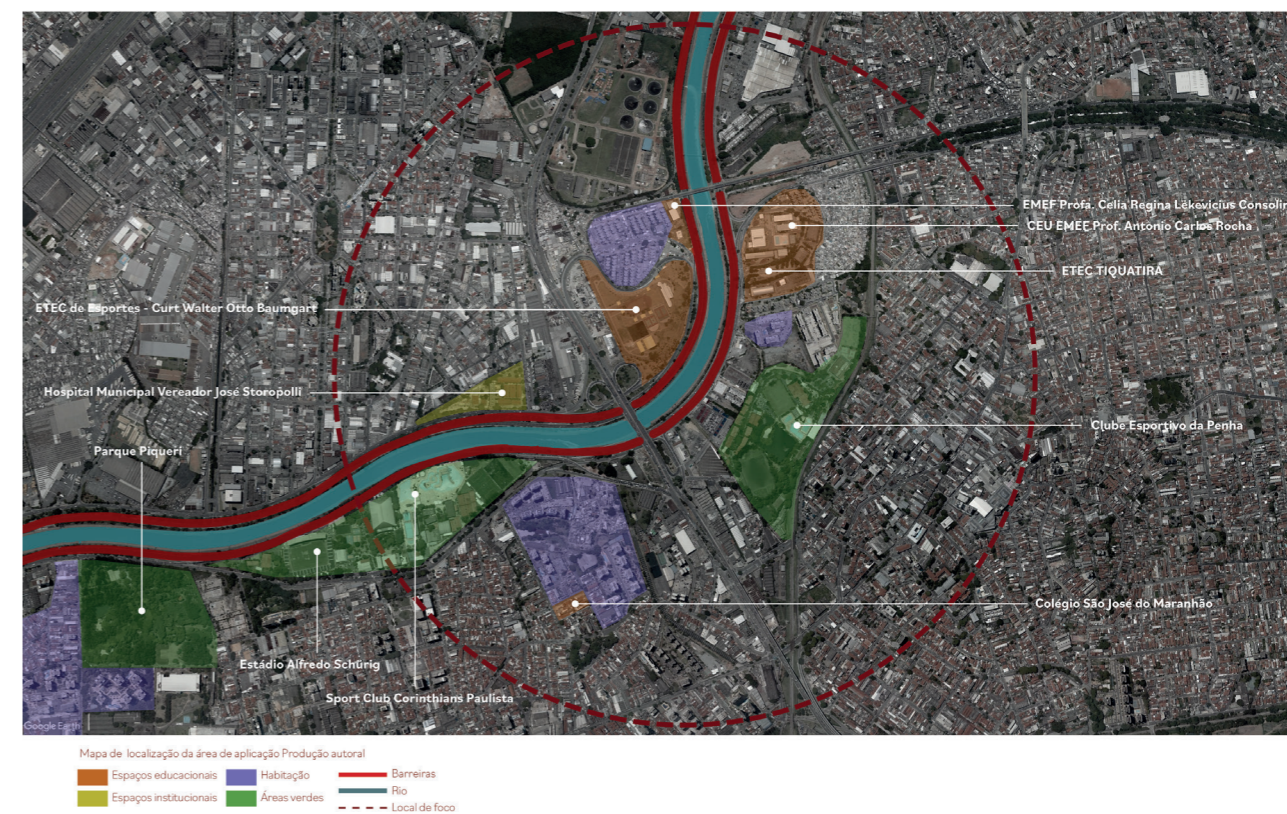 EMEF Profa. Celia Regina Lekevicius Consolin
CEU EMEF Prof. Antonio Carlos Rocha
ETEC TIQUATIRA
ETEC de Esportes - Curt Walter Otto Baumgart
Hospital Municipal Vereador José Storopolli
Clube Esportivo da Penha
Parque Piqueri
Colégio São José do Maranhão
Estádio Alfredo Schürig
Sport Club Corinthians Paulista
Google Earth
Mapa de localização da área de aplicação Produção autoral
Espaços educacionais
Habitação
Barreiras
Rio
Espaços institucionais
Áreas verdes
Local de foco